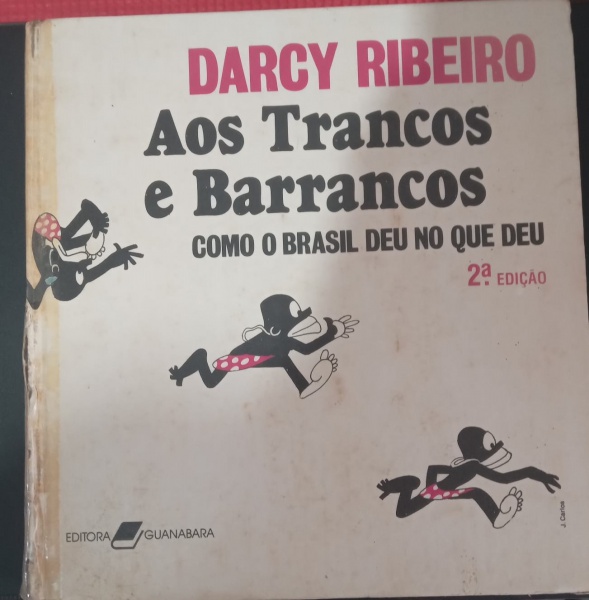 DARCY RIBEIRO
Aos Trancos
e Barrancos
COMO O BRASIL DEU NO QUE DEU
2ª. EDIÇÃO
EDITORA GUANABARA
J. Carlos